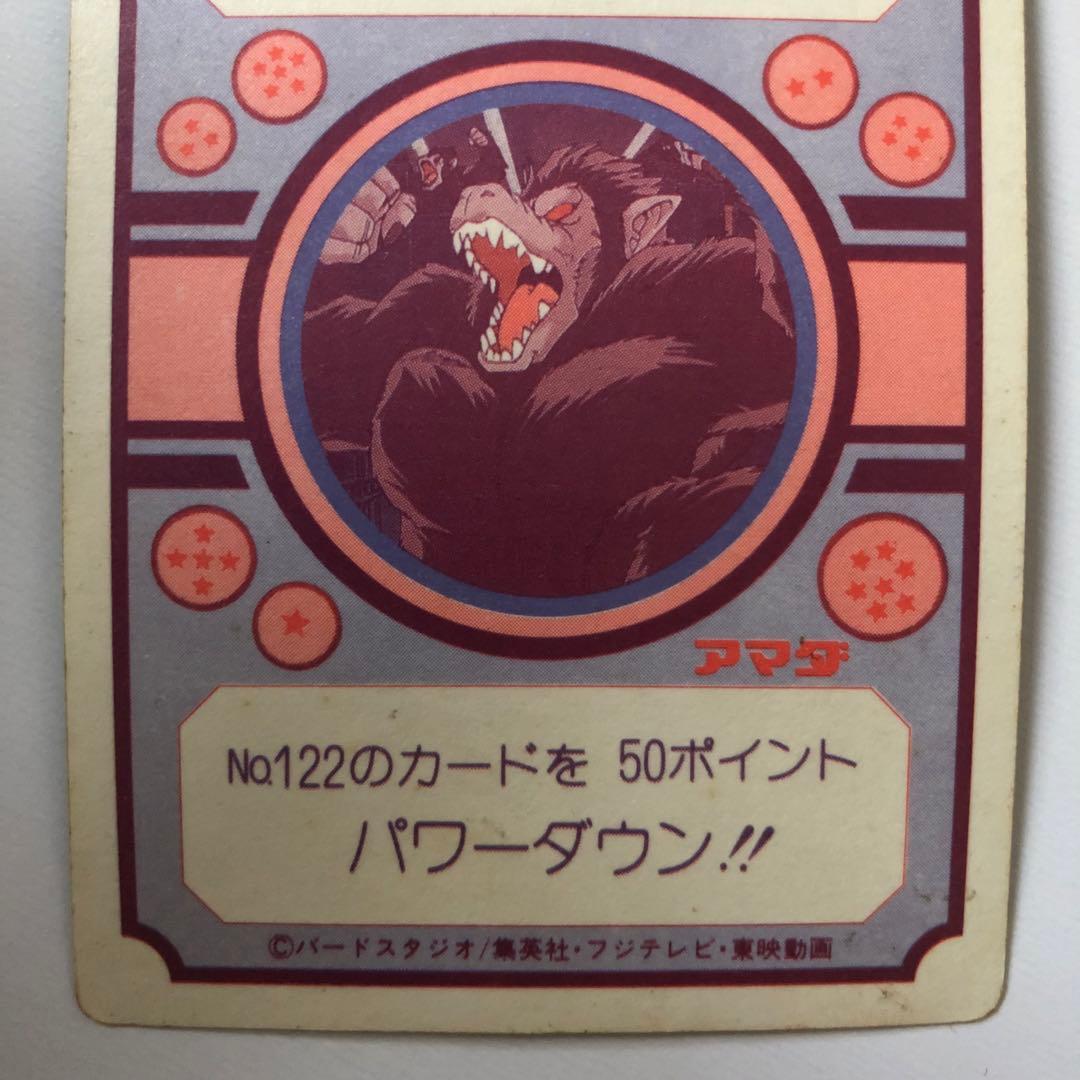 アマダ
No.122のカードを 50ポイント
パワーダウン!!
©バードスタジオ/集英社・フジテレビ・東映動画